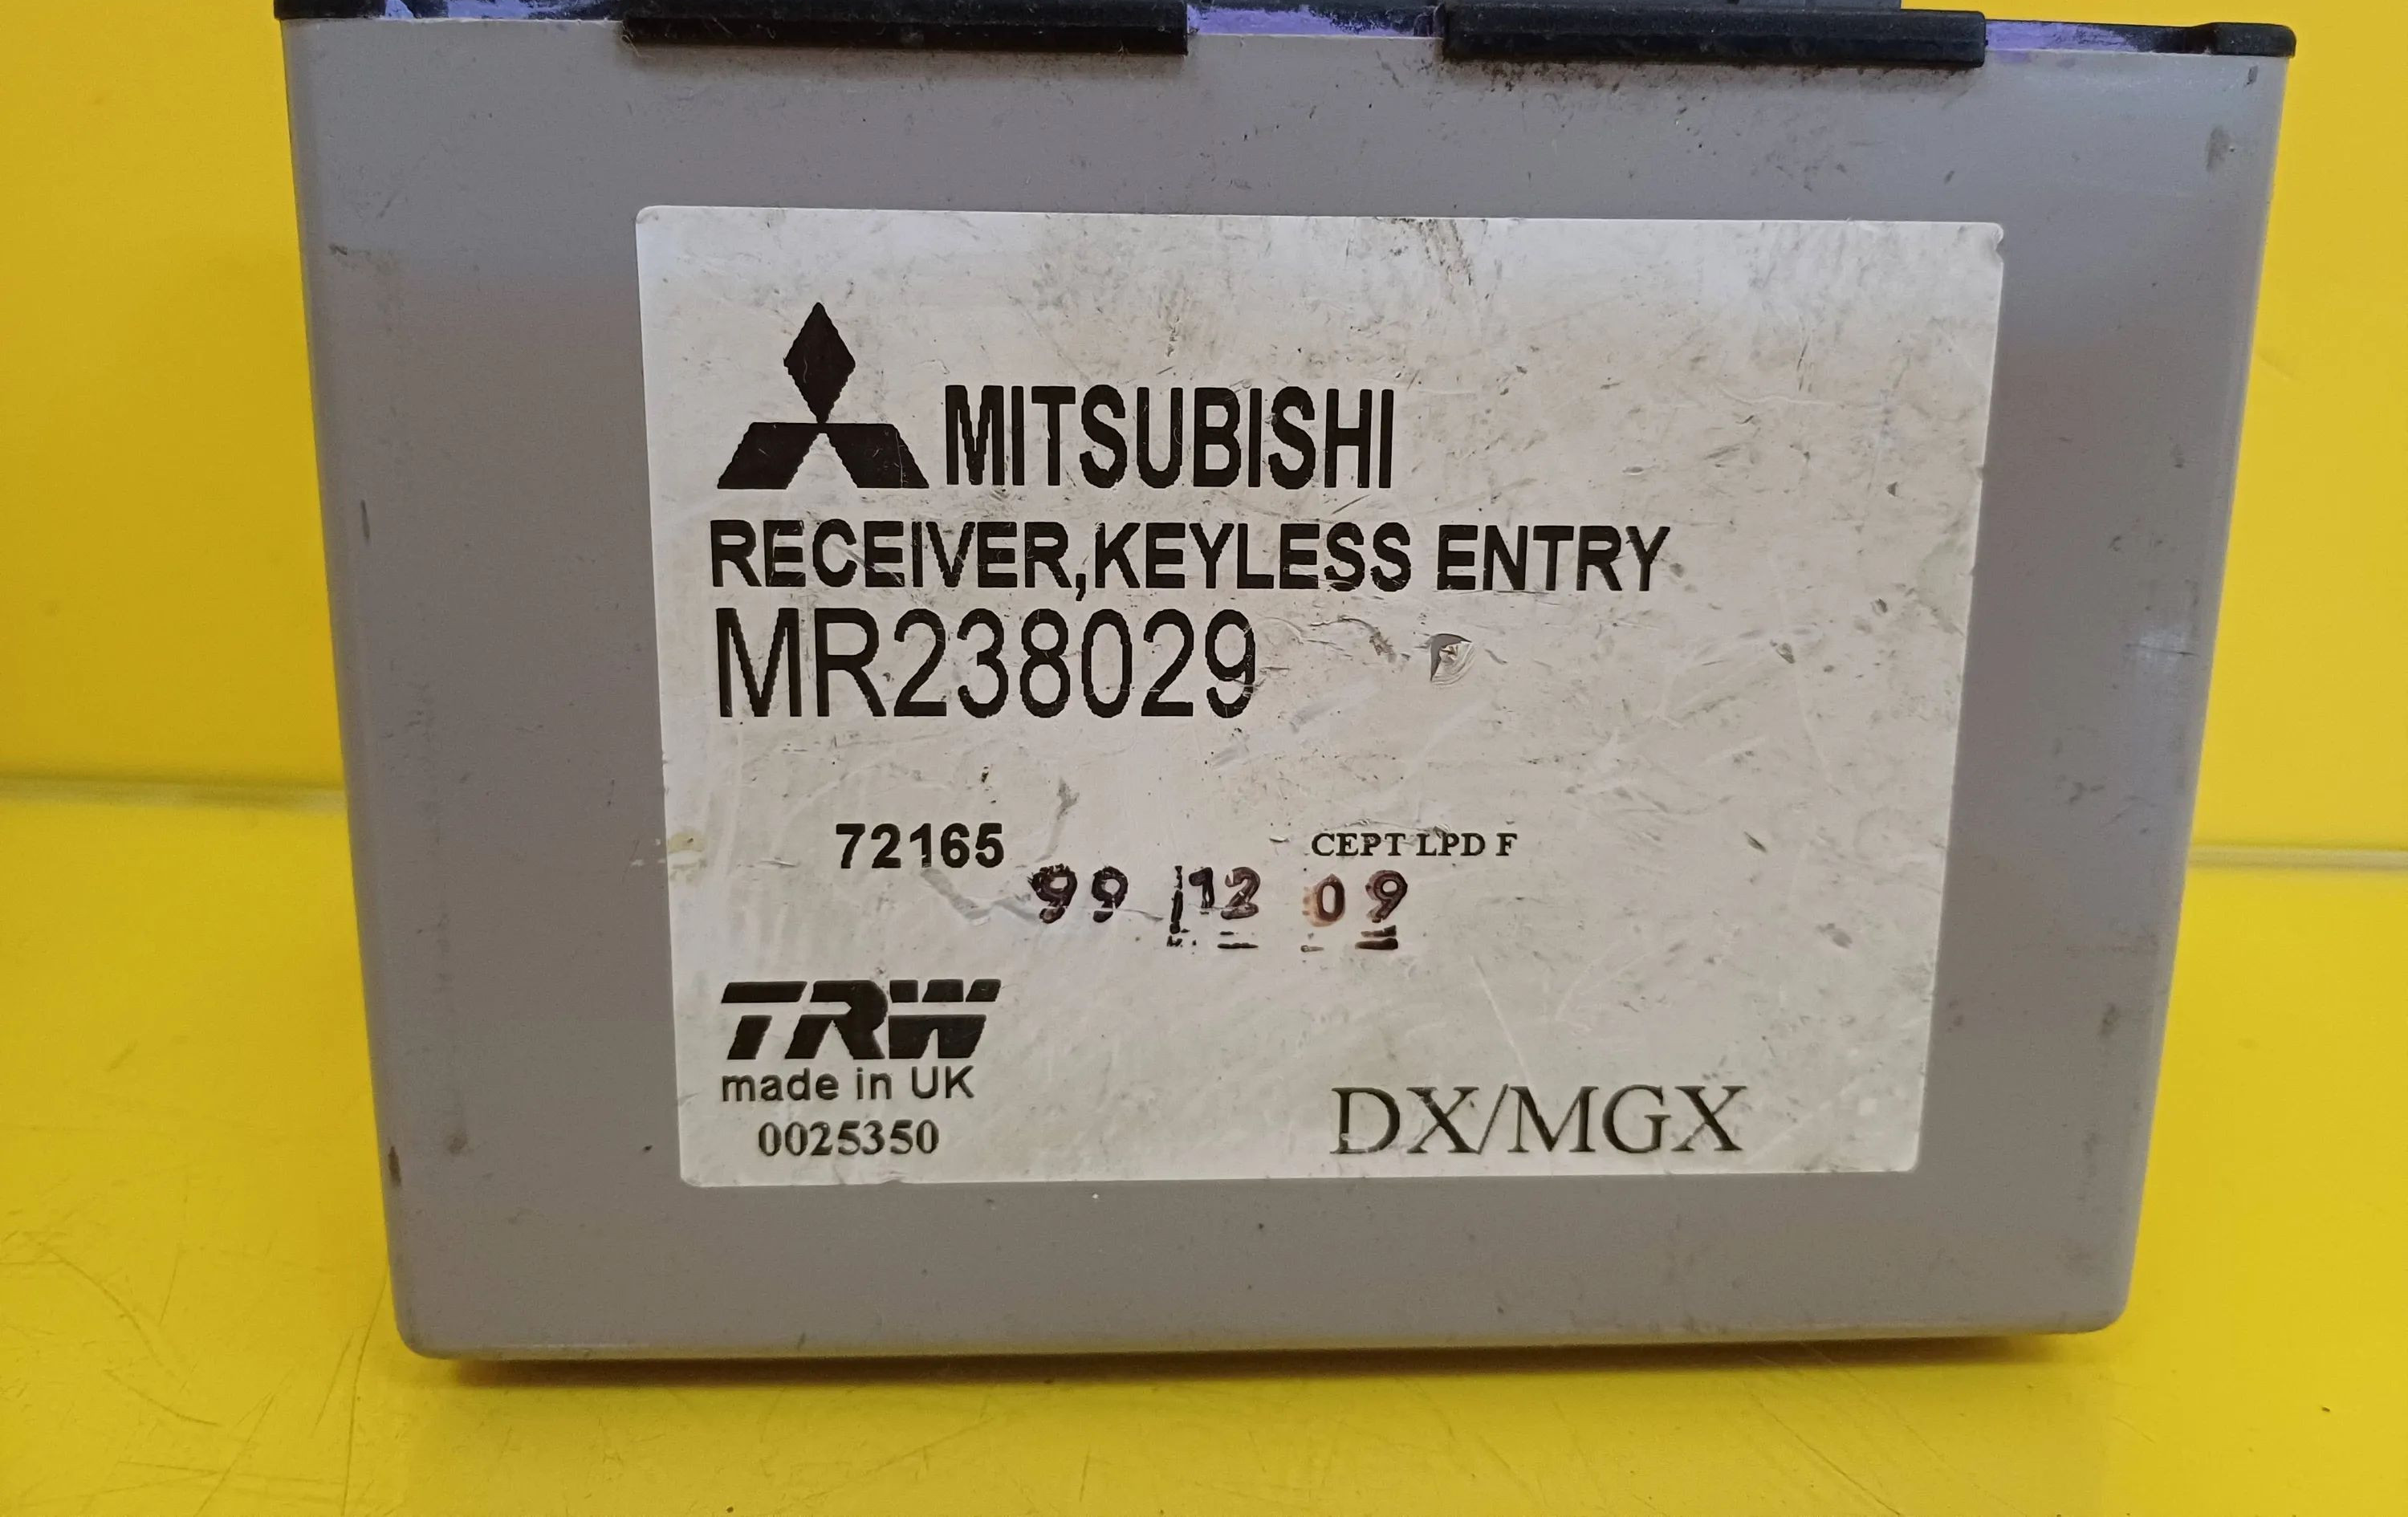 MITSUBISHI
RECEIVER,KEYLESS ENTRY
MR238029
72165
CEPT LPD F
99 12 09
TRW
made in UK
0025350
DX/MGX